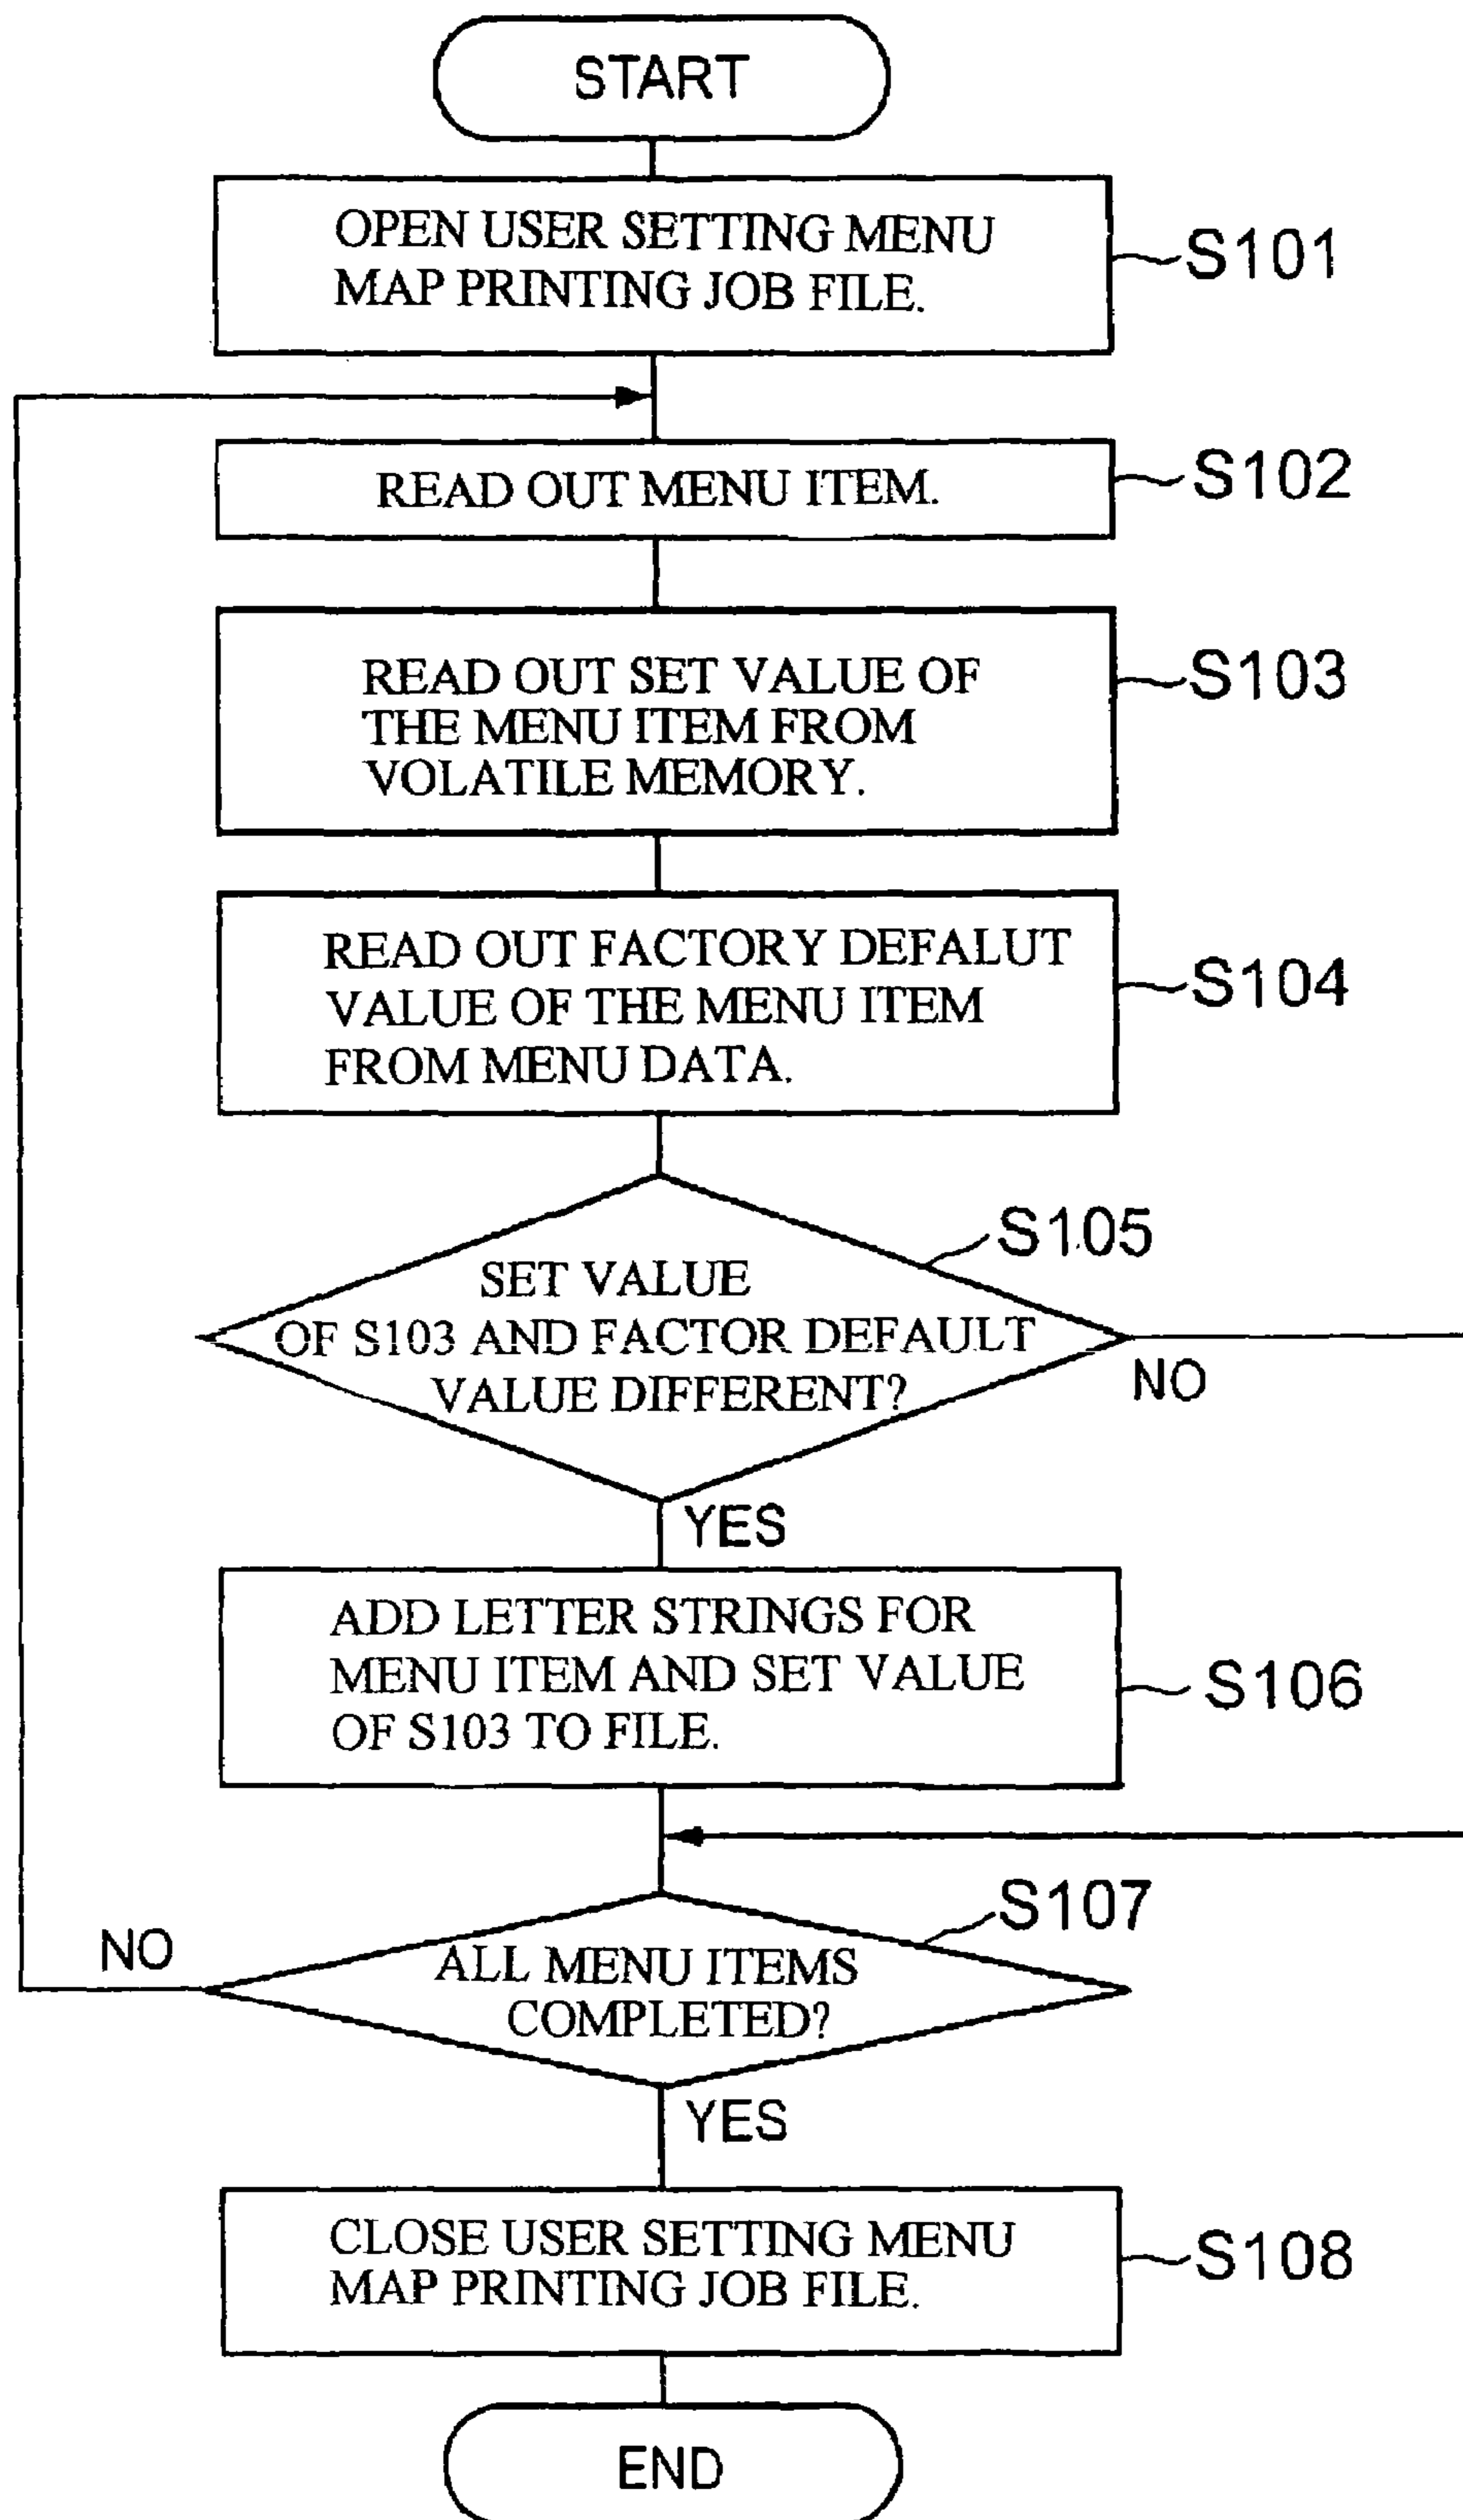 START
OPEN USER SETTING MENU
MAP PRINTING JOB FILE.
S101
READ OUT MENU ITEM.
S102
READ OUT SET VALUE OF
THE MENU ITEM FROM
VOLATILE MEMORY.
S103
READ OUT FACTORY DEFALUT
VALUE OF THE MENU ITEM
FROM MENU DATA.
S104
S105
SET VALUE
OF S103 AND FACTOR DEFAULT
VALUE DIFFERENT?
NO
YES
ADD LETTER STRINGS FOR
MENU ITEM AND SET VALUE
OF S103 TO FILE.
S106
S107
NO
ALL MENU ITEMS
COMPLETED?
YES
CLOSE USER SETTING MENU
MAP PRINTING JOB FILE.
S108
END